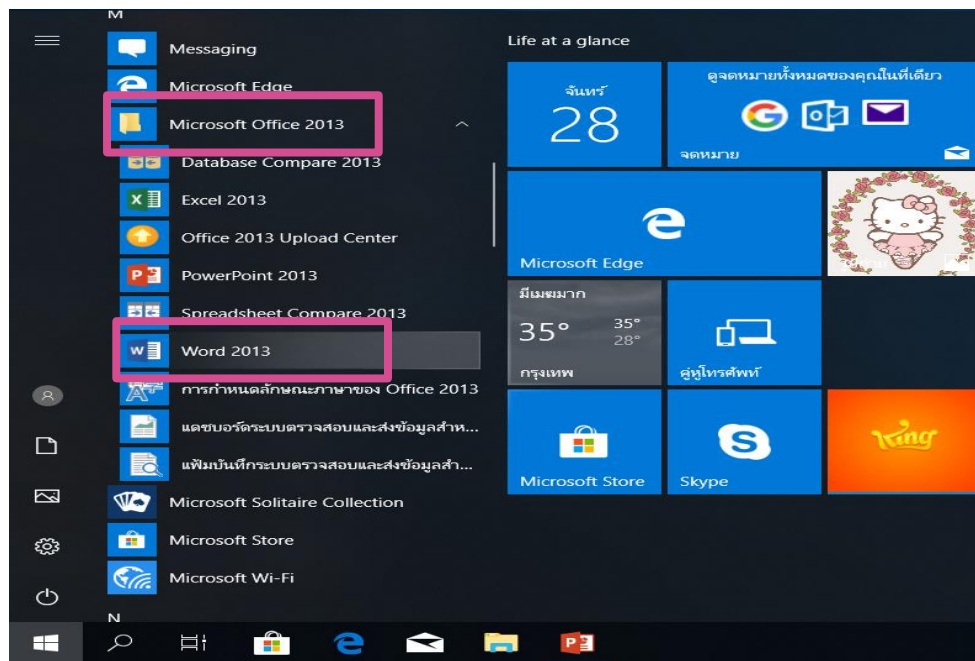 M
Messaging
Microsoft Edge
Microsoft Office 2013
Database Compare 2013
Excel 2013
Office 2013 Upload Center
PowerPoint 2013
Spreadsheet Compare 2013
Word 2013
การกำหนดลักษณะภาษาของ Office 2013
แดชบอร์ดระบบตรวจสอบและส่งข้อมูลสำห...
แฟ้มบันทึกระบบตรวจสอบและส่งข้อมูลสำ...
Microsoft Solitaire Collection
Microsoft Store
Microsoft Wi-Fi
N
Life at a glance
จันทร์
28
ดูจดหมายทั้งหมดของคุณในที่เดียว
จดหมาย
Microsoft Edge
มีเมฆมาก
35° 35°
28°
กรุงเทพ
คู่หูโทรศัพท์
Microsoft Store
Skype
King